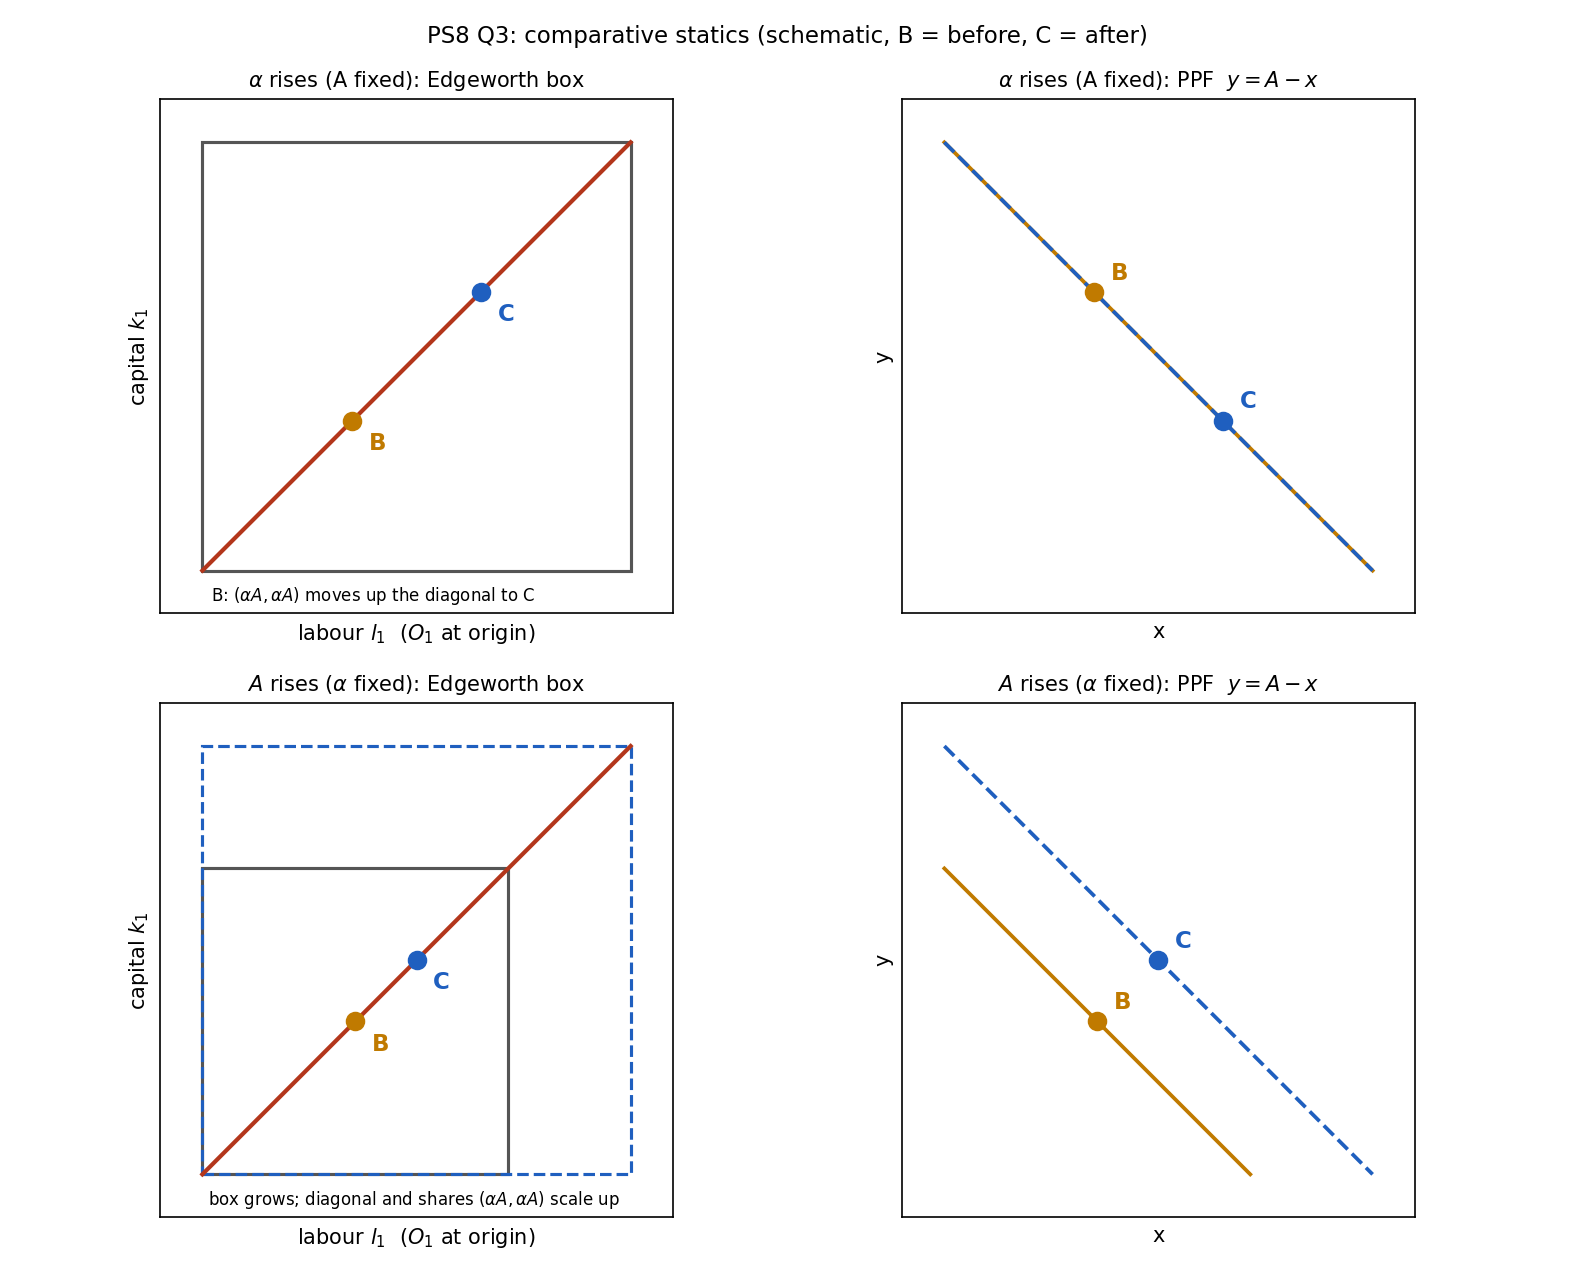 PS8 Q3: comparative statics (schematic, B = before, C = after)
α rises (A fixed): Edgeworth box
capital k₁
B
C
B: (αA, αA) moves up the diagonal to C
labour l₁ (O₁ at origin)
α rises (A fixed): PPF y = A − x
y
B
C
x
A rises (α fixed): Edgeworth box
capital k₁
C
B
box grows; diagonal and shares (αA, αA) scale up
labour l₁ (O₁ at origin)
A rises (α fixed): PPF y = A − x
y
C
B
x